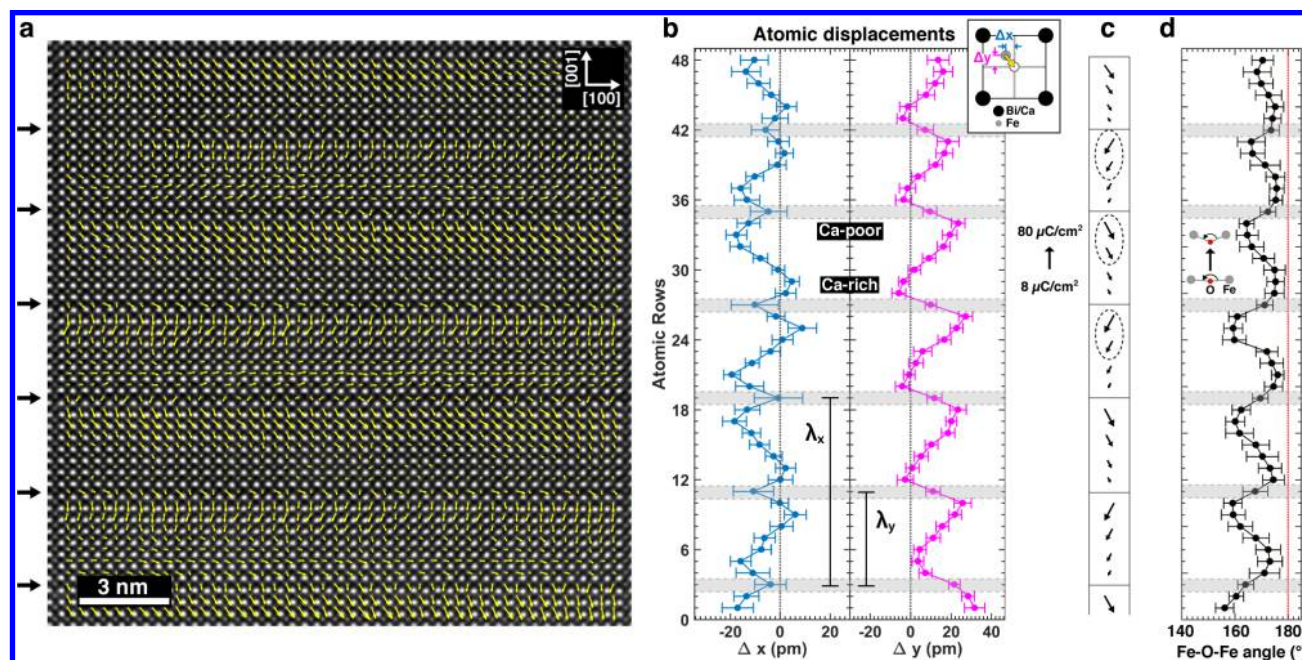 a
[001]
[100]
3 nm
b
Atomic displacements
Δx
Δy
Bi/Ca
Fe
c
d
48
42
36
30
24
18
12
6
0
Atomic Rows
Ca-poor
Ca-rich
λx
λy
80 µC/cm²
8 µC/cm²
O Fe
-20 0 20
Δ x (pm)
-20 0 20 40
Δ y (pm)
140 160 180
Fe-O-Fe angle (°